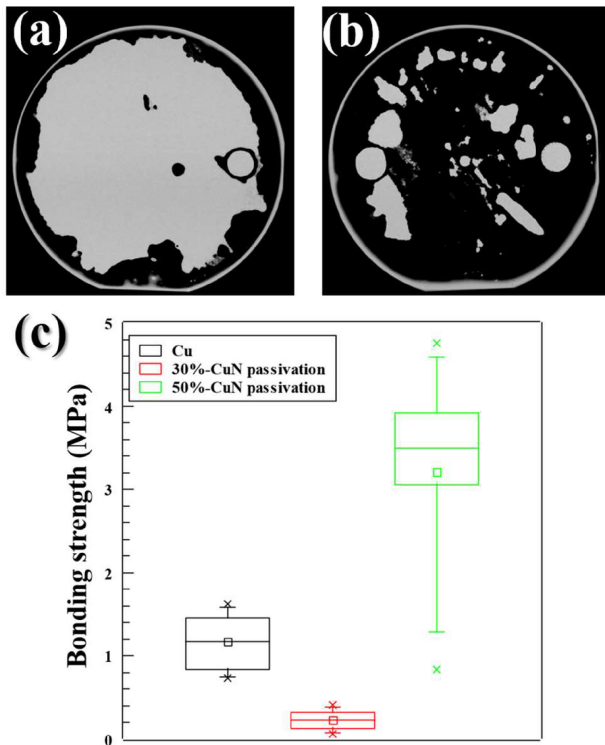 (a)
(b)
(c)
Bonding strength (MPa)
5
4
3
2
1
0
Cu
30%-CuN passivation
50%-CuN passivation